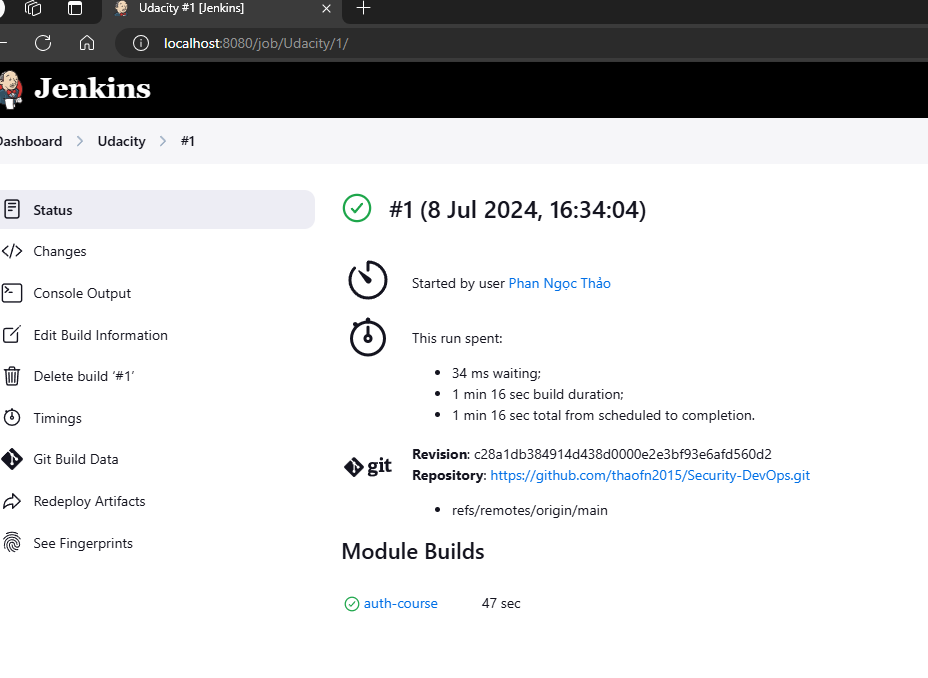 Udacity #1 [Jenkins]
localhost:8080/job/Udacity/1/
Jenkins
Dashboard > Udacity > #1
Status
Changes
Console Output
Edit Build Information
Delete build ‘#1’
Timings
Git Build Data
Redeploy Artifacts
See Fingerprints
#1 (8 Jul 2024, 16:34:04)
Started by user Phan Ngọc Thảo
This run spent:
34 ms waiting;
1 min 16 sec build duration;
1 min 16 sec total from scheduled to completion.
git
Revision: c28a1db384914d438d0000e2e3bf93e6afd560d2
Repository: https://github.com/thaofn2015/Security-DevOps.git
refs/remotes/origin/main
Module Builds
auth-course 47 sec